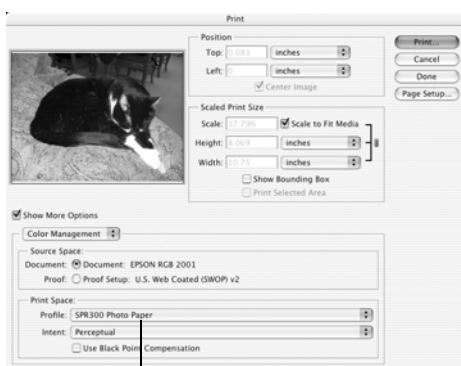 Print
Position
Top: 0.083 inches
Left: 0 inches
Center Image
Scaled Print Size
Scale: 37.79% Scale to Fit Media
Height: 8.069 inches
Width: 10.75 inches
Show Bounding Box
Print Selected Area
Print...
Cancel
Done
Page Setup...
Show More Options
Color Management
Source Space:
Document: Document: EPSON RGB 2001
Proof: Proof Setup: U.S. Web Coated (SWOP) v2
Print Space:
Profile: SPR300 Photo Paper
Intent: Perceptual
Use Black Point Compensation